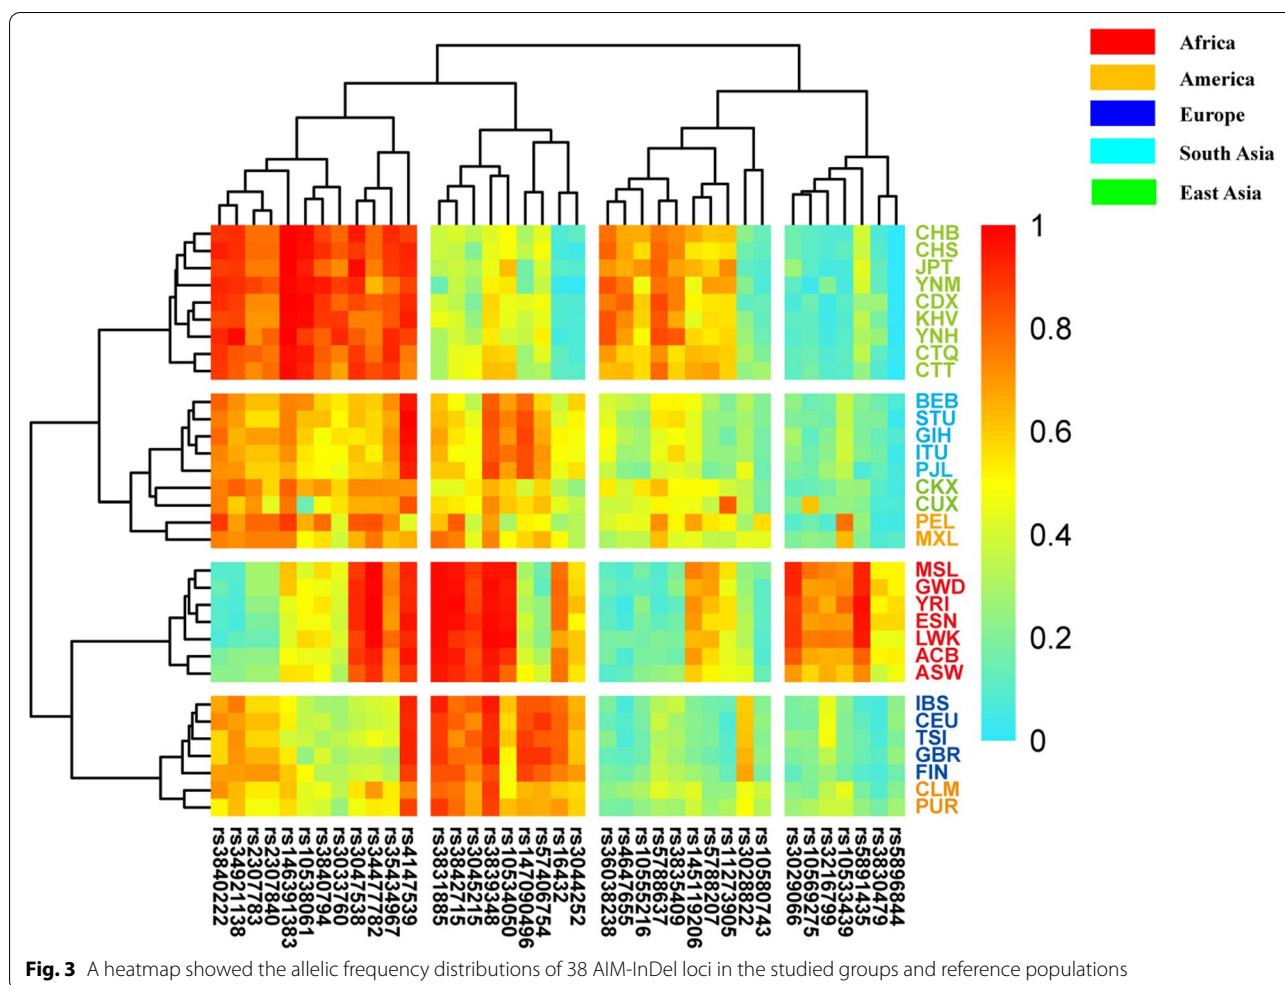 Africa
America
Europe
South Asia
East Asia
CHB
CHS
JPT
YNM
CDX
KHV
YNH
CTQ
CTT
BEB
STU
GIH
ITU
PJL
CKX
CUX
PEL
MXL
MSL
GWD
YRI
ESN
LWK
ACB
ASW
IBS
CEU
TSI
GBR
FIN
CLM
PUR
1
0.8
0.6
0.4
0.2
0
rs3840222
rs34921138
rs2307783
rs2307840
rs146391383
rs10538061
rs3840794
rs3033760
rs3047538
rs34477782
rs35434967
rs4147539
rs3831885
rs3842715
rs3045215
rs3839348
rs10534050
rs147090496
rs57406754
rs16432
rs3044252
rs36038238
rs4647655
rs10555216
rs5788637
rs3835409
rs145119206
rs5788207
rs11273905
rs3028822
rs10580743
rs3029066
rs10569275
rs3216799
rs10533439
rs5891435
rs3830479
rs5896844
Fig. 3 A heatmap showed the allelic frequency distributions of 38 AIM-InDel loci in the studied groups and reference populations